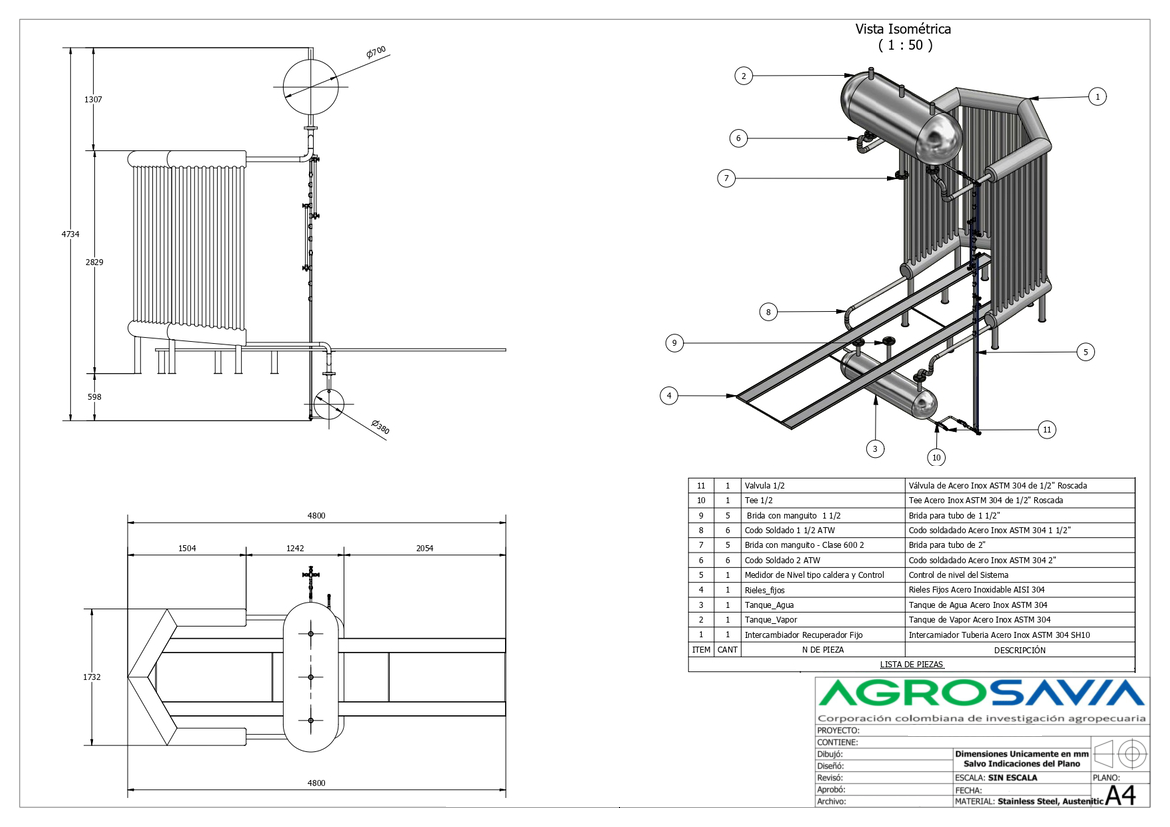 Vista Isométrica
( 1 : 50 )
Ø700
1307
4734
2829
598
Ø380
2
1
6
7
8
9
5
4
3
10
11
4800
1504
1242
2054
1732
4800
11 1 Valvula 1/2 Válvula de Acero Inox ASTM 304 de 1/2" Roscada
10 1 Tee 1/2 Tee Acero Inox ASTM 304 de 1/2" Roscada
9 5 Brida con manguito 1 1/2 Brida para tubo de 1 1/2"
8 6 Codo Soldado 1 1/2 ATW Codo soldadado Acero Inox ASTM 304 1 1/2"
7 5 Brida con manguito - Clase 600 2 Brida para tubo de 2"
6 6 Codo Soldado 2 ATW Codo soldadado Acero Inox ASTM 304 2"
5 1 Medidor de Nivel tipo caldera y Control Control de nivel del Sistema
4 1 Rieles_fijos Rieles Fijos Acero Inoxidable AISI 304
3 1 Tanque_Agua Tanque de Agua Acero Inox ASTM 304
2 1 Tanque_Vapor Tanque de Vapor Acero Inox ASTM 304
1 1 Intercambiador Recuperador Fijo Intercamiador Tuberia Acero Inox ASTM 304 SH10
ITEM CANT N DE PIEZA DESCRIPCIÓN
LISTA DE PIEZAS
AGROSAVIA
Corporación colombiana de investigación agropecuaria
PROYECTO:
CONTIENE:
Dibujó:
Diseñó:
Revisó:
Aprobó:
Archivo:
Dimensiones Unicamente en mm
Salvo Indicaciones del Plano
ESCALA: SIN ESCALA
PLANO:
FECHA:
MATERIAL: Stainless Steel, Austenitic
A4